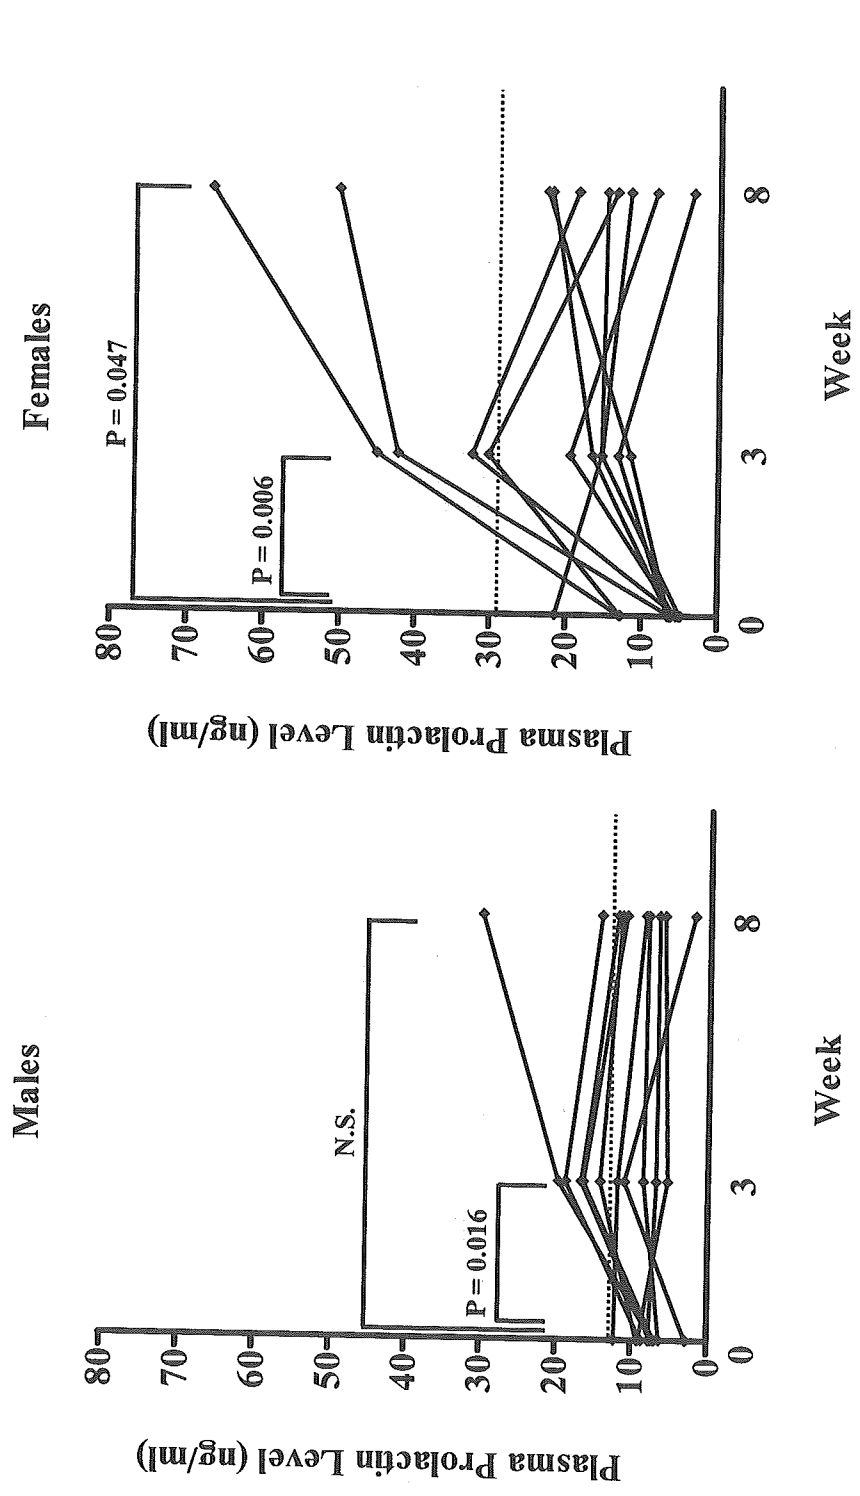 Males
Plasma Prolactin Level (ng/ml)
80
70
60
50
40
30
20
10
0
N.S.
P = 0.016
0
3
8
Week
Females
Plasma Prolactin Level (ng/ml)
80
70
60
50
40
30
20
10
0
P = 0.047
P = 0.006
0
3
8
Week